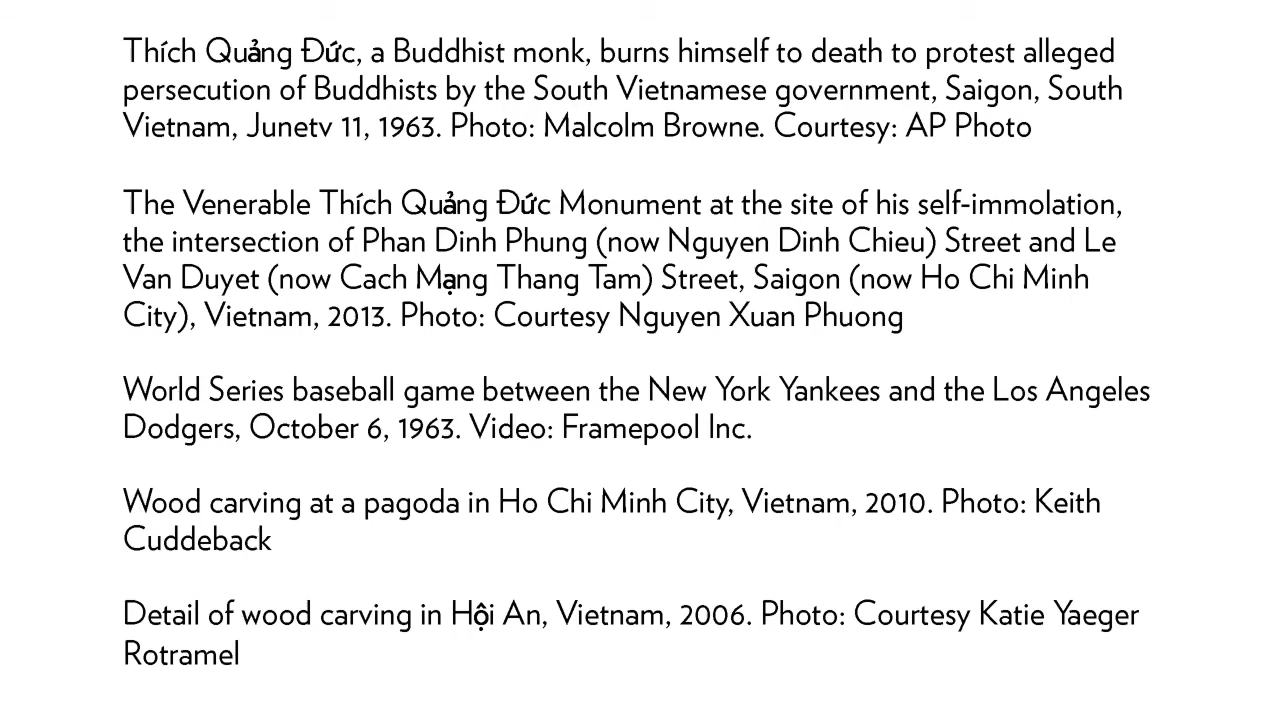 Thích Quảng Đức, a Buddhist monk, burns himself to death to protest alleged
persecution of Buddhists by the South Vietnamese government, Saigon, South
Vietnam, Junetv 11, 1963. Photo: Malcolm Browne. Courtesy: AP Photo
The Venerable Thích Quảng Đức Monument at the site of his self-immolation,
the intersection of Phan Dinh Phung (now Nguyen Dinh Chieu) Street and Le
Van Duyet (now Cach Mạng Thang Tam) Street, Saigon (now Ho Chi Minh
City), Vietnam, 2013. Photo: Courtesy Nguyen Xuan Phuong
World Series baseball game between the New York Yankees and the Los Angeles
Dodgers, October 6, 1963. Video: Framepool Inc.
Wood carving at a pagoda in Ho Chi Minh City, Vietnam, 2010. Photo: Keith
Cuddeback
Detail of wood carving in Hội An, Vietnam, 2006. Photo: Courtesy Katie Yaeger
Rotramel